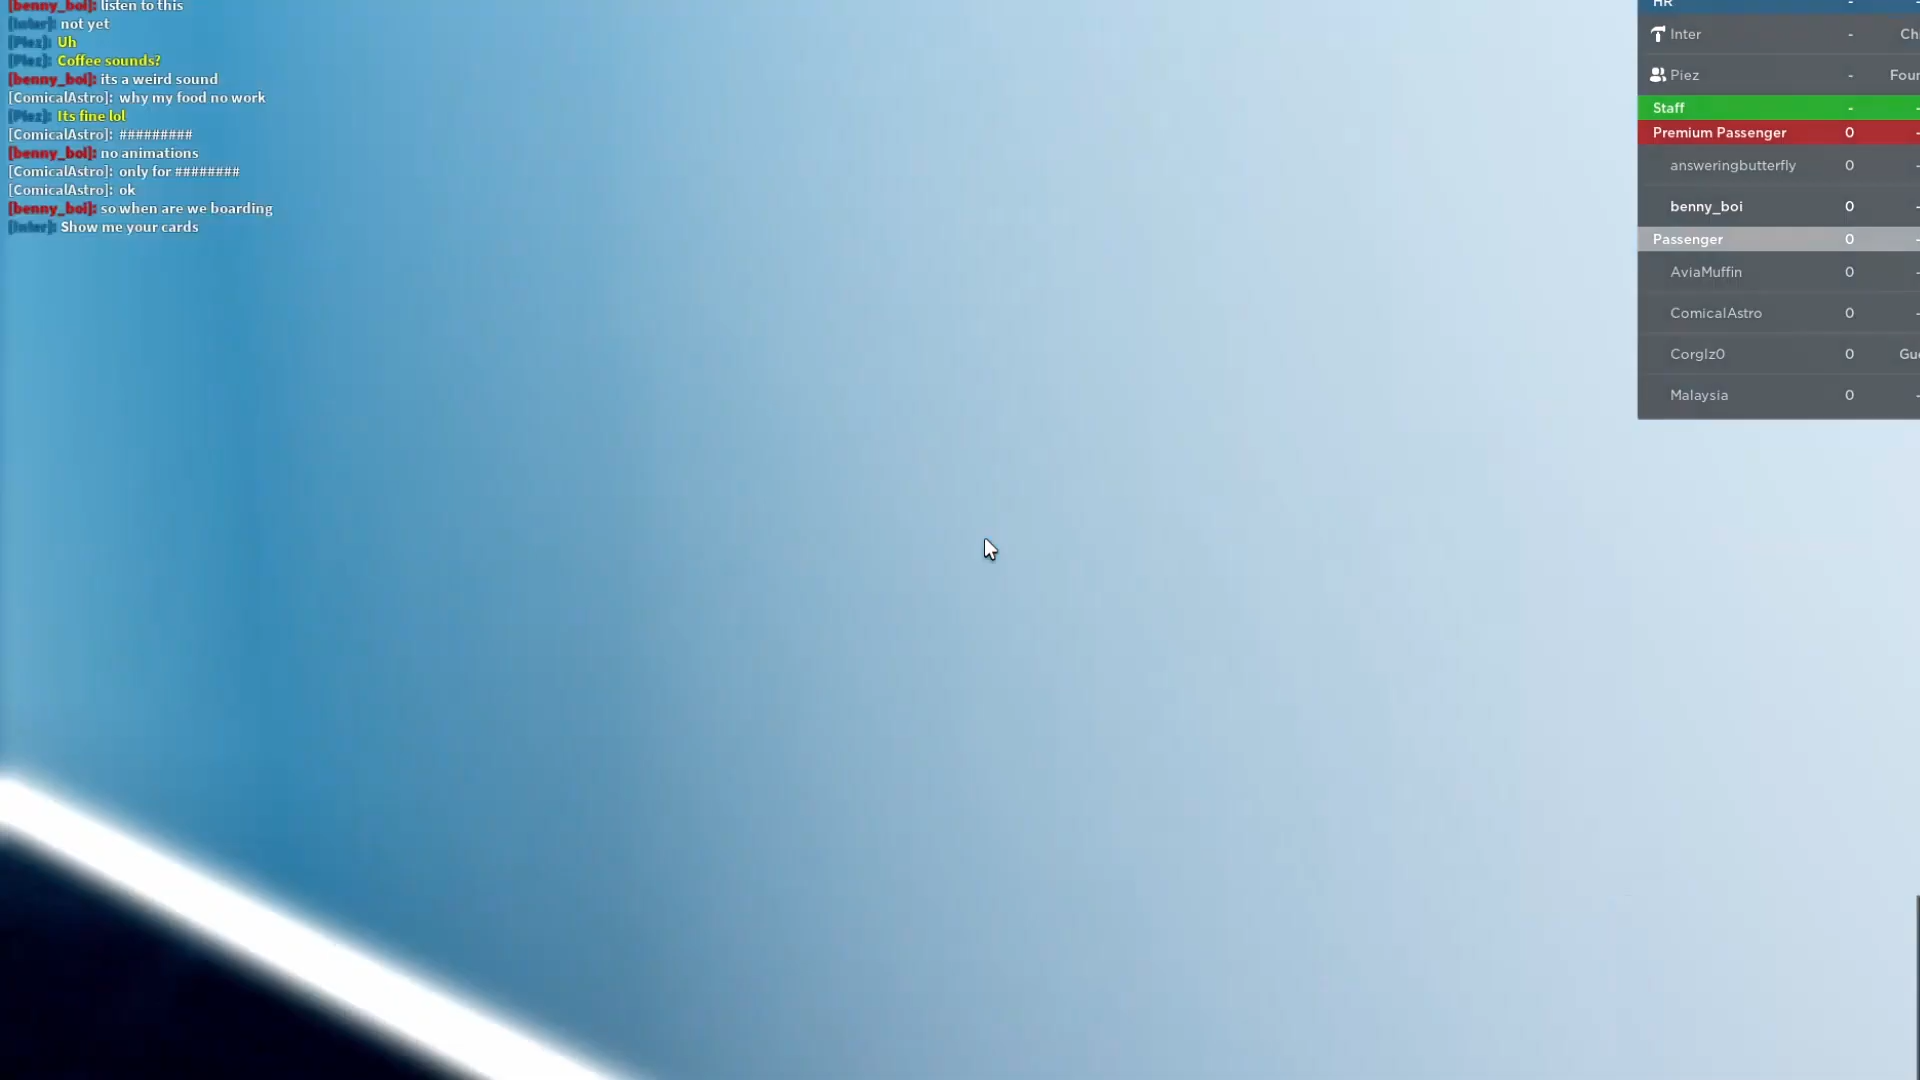 [benny_boi]: listen to this
[Inter]: not yet
[Piez]: Uh
[Piez]: Coffee sounds?
[benny_boi]: its a weird sound
[ComicalAstro]: why my food no work
[Piez]: Its fine lol
[ComicalAstro]: #########
[benny_boi]: no animations
[ComicalAstro]: only for ########
[ComicalAstro]: ok
[benny_boi]: so when are we boarding
[Inter]: Show me your cards
HR - -
Inter - Ch
Piez - Four
Staff - -
Premium Passenger 0 -
answeringbutterfly 0 -
benny_boi 0 -
Passenger 0 -
AviaMuffin 0 -
ComicalAstro 0 -
Malaysia 0 -